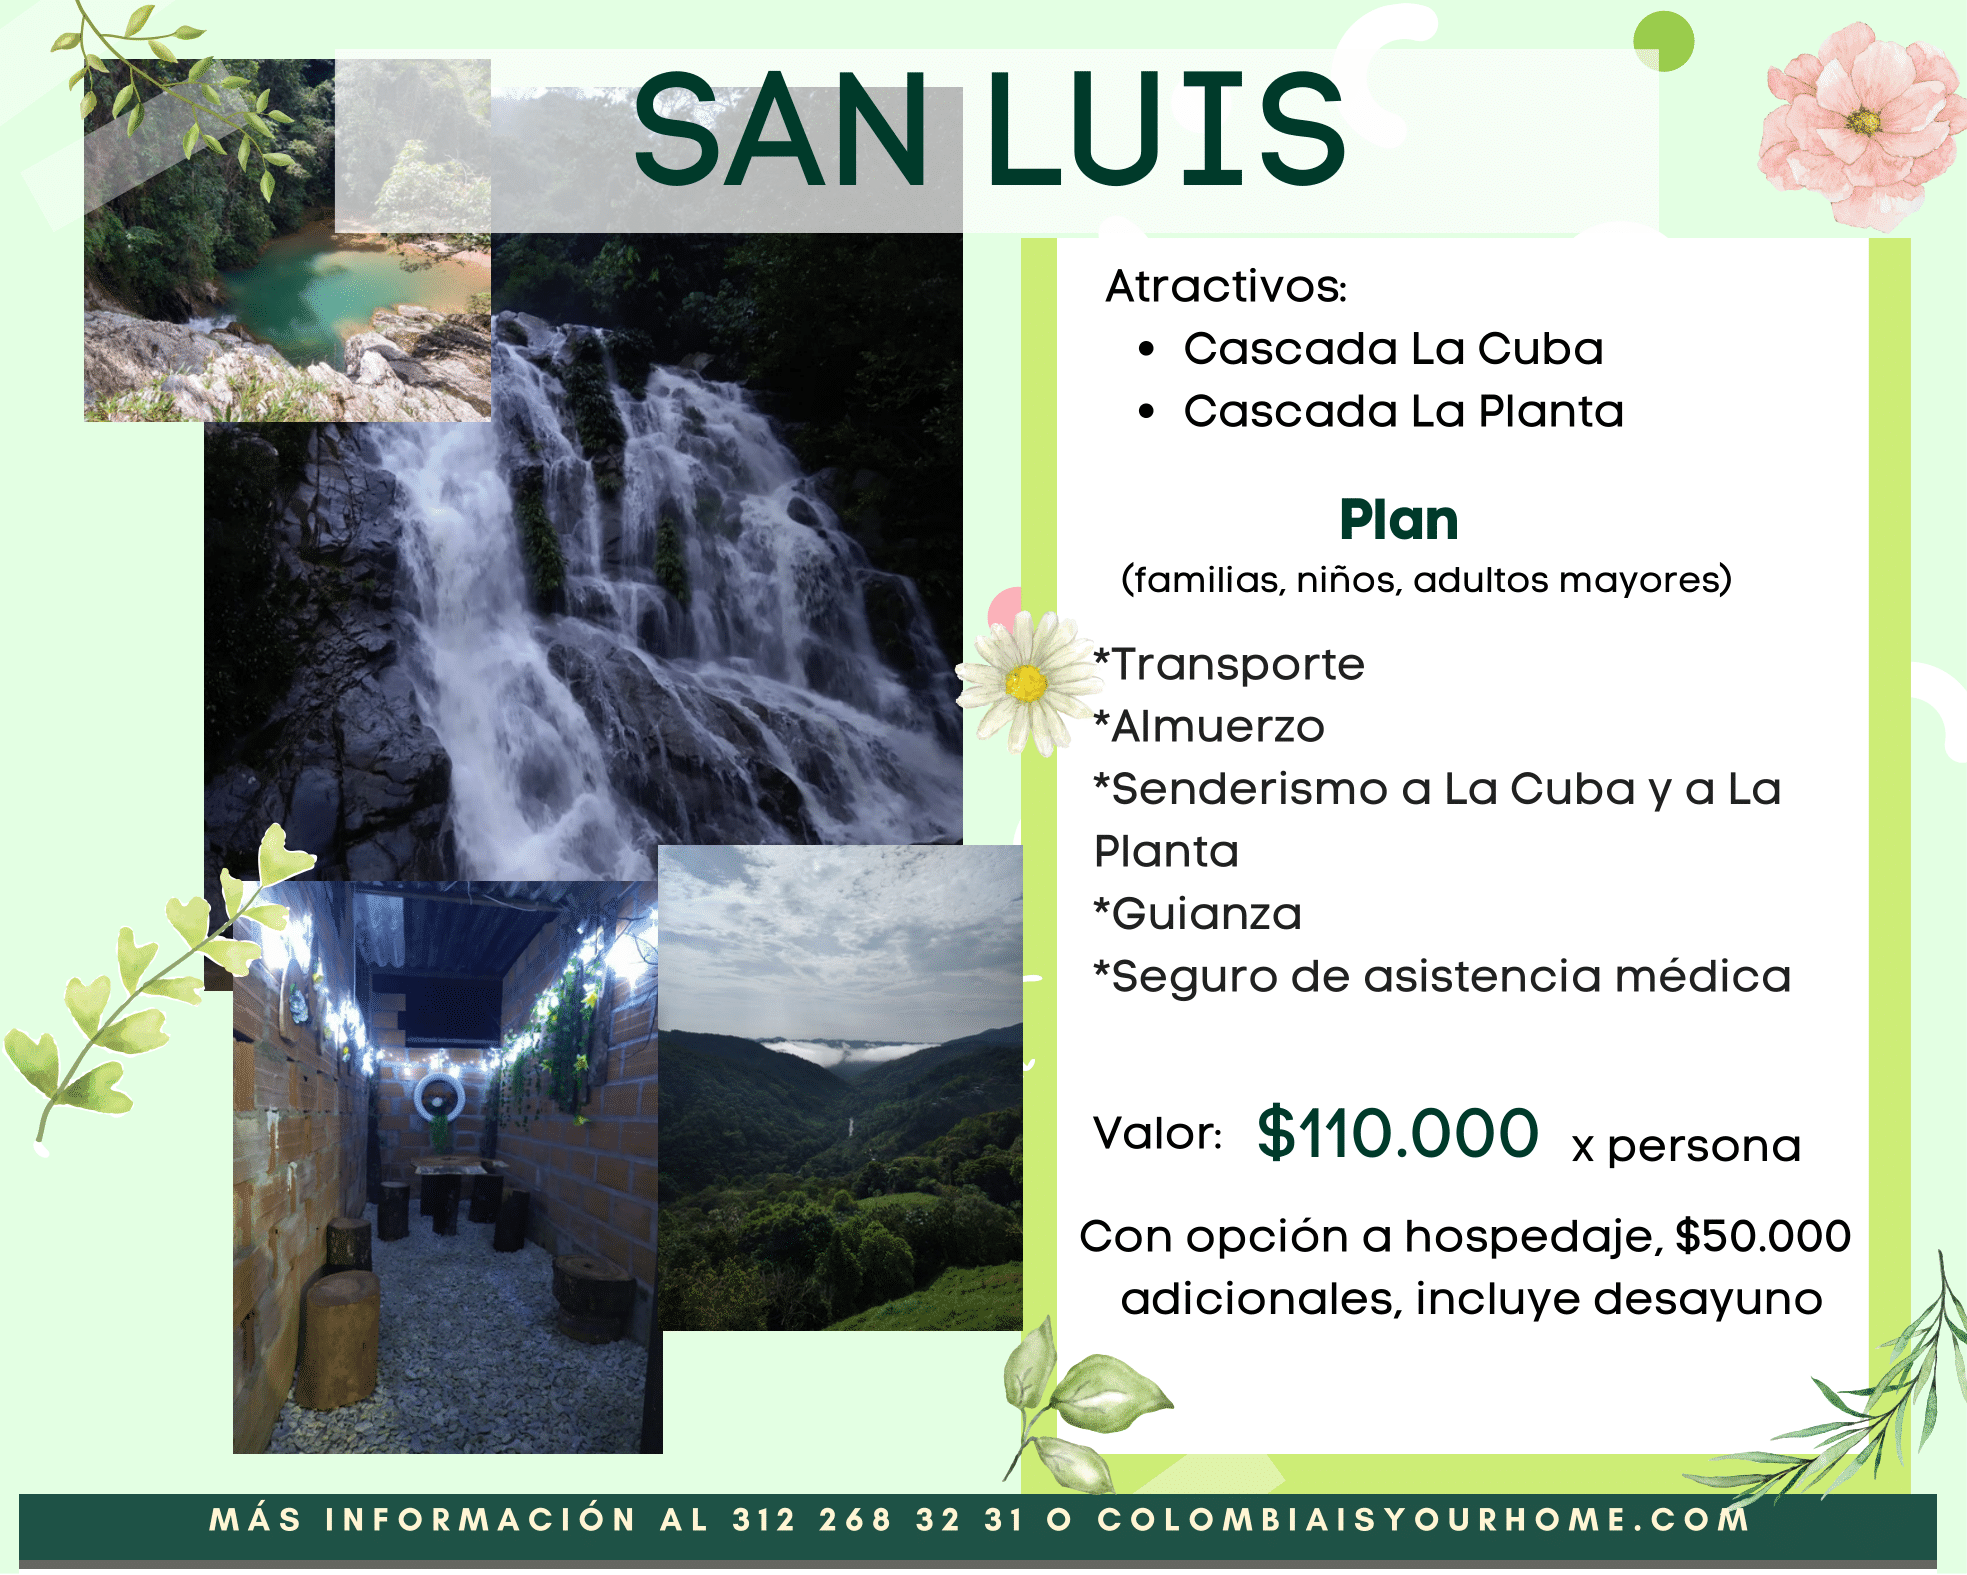 SAN LUIS
Atractivos:
• Cascada La Cuba
• Cascada La Planta
Plan
(familias, niños, adultos mayores)
*Transporte
*Almuerzo
*Senderismo a La Cuba y a La
Planta
*Guianza
*Seguro de asistencia médica
Valor: $110.000 x persona
Con opción a hospedaje, $50.000
adicionales, incluye desayuno
MÁS INFORMACIÓN AL 312 268 32 31 O COLOMBIAISYOURHOME.COM